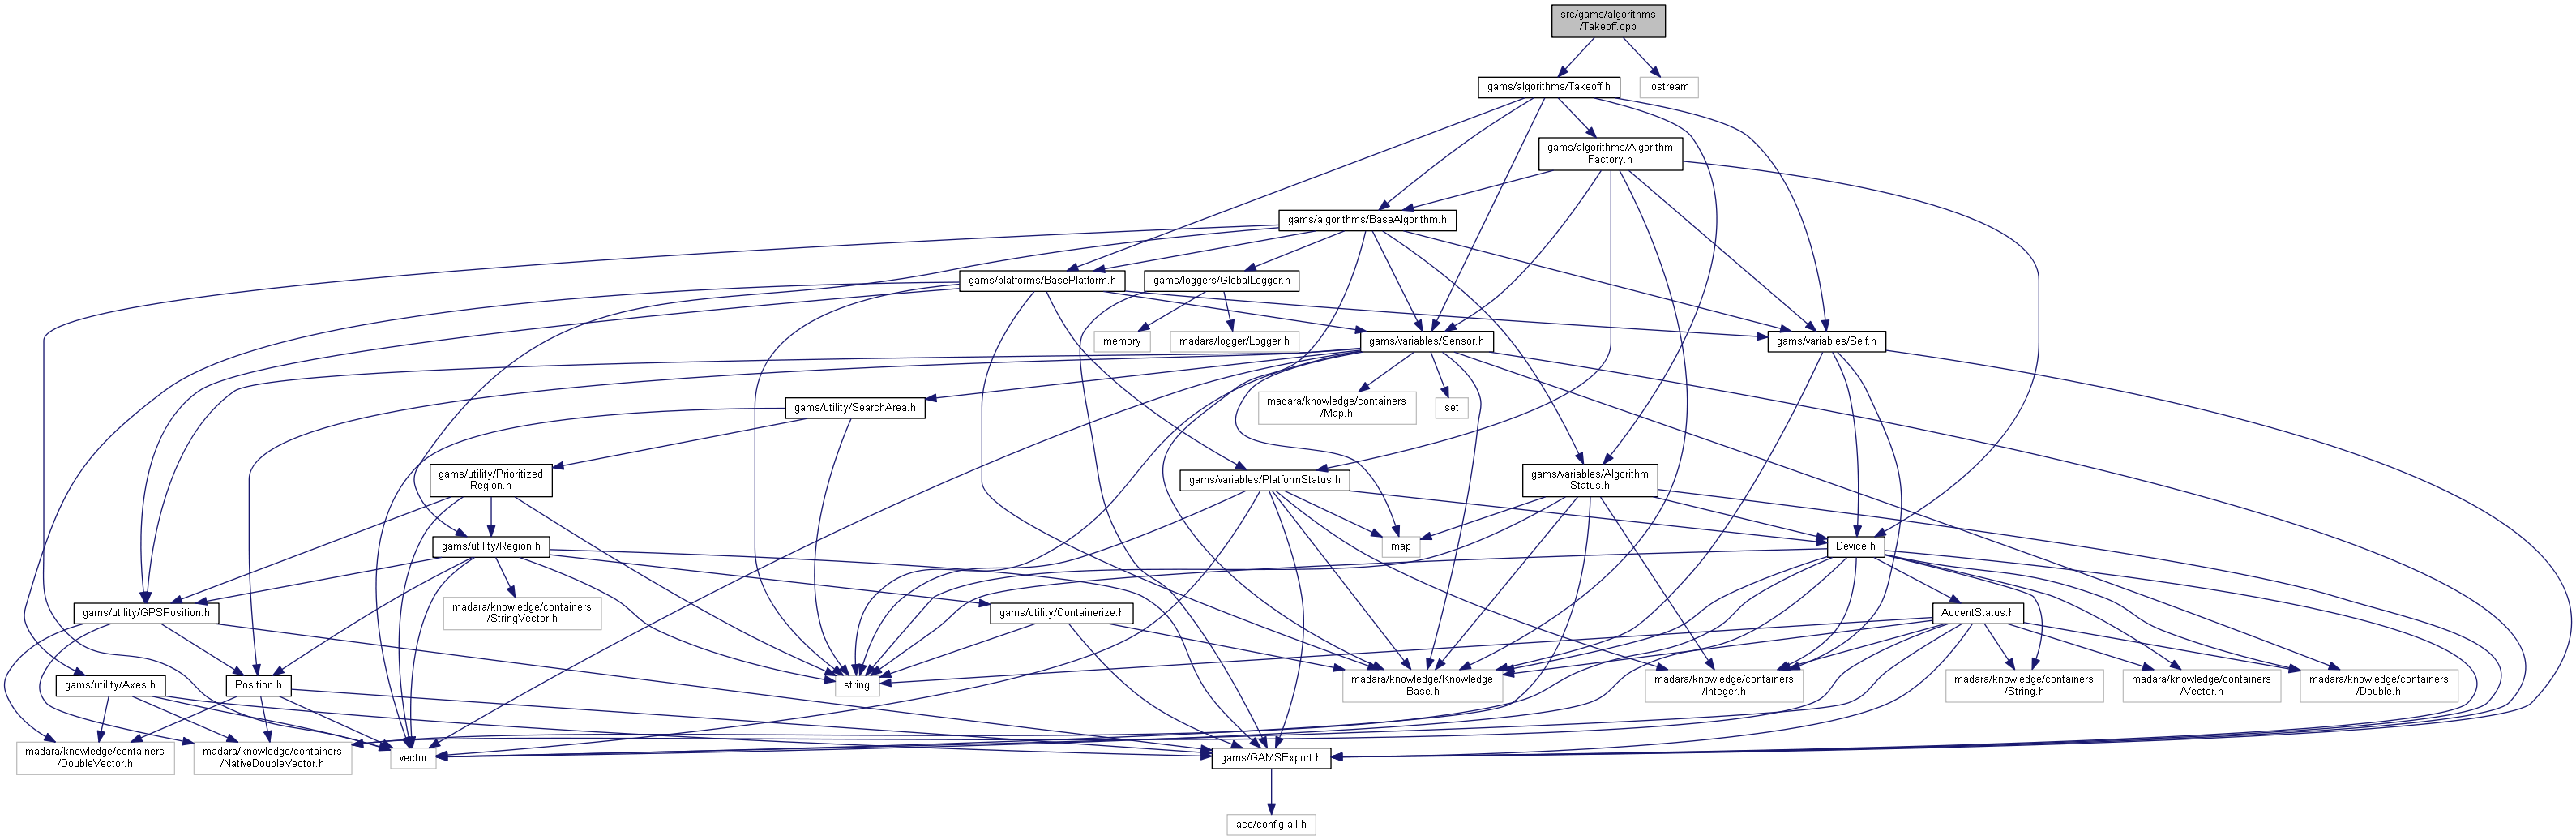 src/gams/algorithms
/Takeoff.cpp
gams/algorithms/Takeoff.h
iostream
gams/algorithms/Algorithm
Factory.h
gams/algorithms/BaseAlgorithm.h
gams/platforms/BasePlatform.h
gams/loggers/GlobalLogger.h
memory
madara/logger/Logger.h
gams/variables/Sensor.h
gams/variables/Self.h
gams/utility/SearchArea.h
madara/knowledge/containers
/Map.h
set
gams/utility/Prioritized
Region.h
gams/variables/PlatformStatus.h
gams/variables/Algorithm
Status.h
gams/utility/Region.h
map
Device.h
gams/utility/GPSPosition.h
madara/knowledge/containers
/StringVector.h
gams/utility/Containerize.h
AccentStatus.h
gams/utility/Axes.h
Position.h
string
madara/knowledge/Knowledge
Base.h
madara/knowledge/containers
/Integer.h
madara/knowledge/containers
/String.h
madara/knowledge/containers
/Vector.h
madara/knowledge/containers
/Double.h
madara/knowledge/containers
/DoubleVector.h
madara/knowledge/containers
/NativeDoubleVector.h
vector
gams/GAMSExport.h
ace/config-all.h